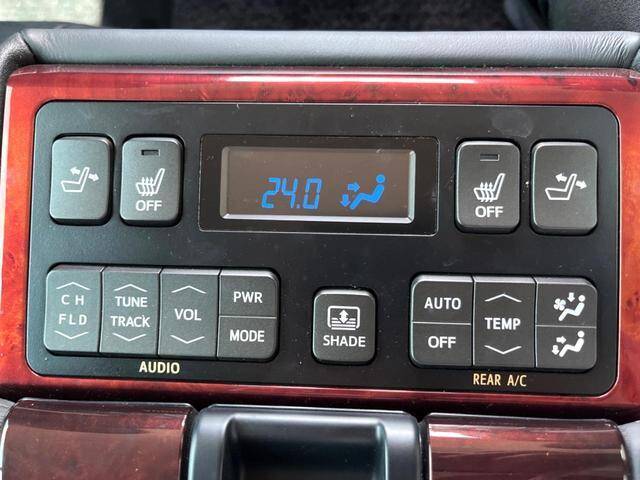 24.0
OFF
OFF
CH
FLD
TUNE
TRACK
VOL
PWR
MODE
AUDIO
SHADE
AUTO
OFF
TEMP
REAR A/C